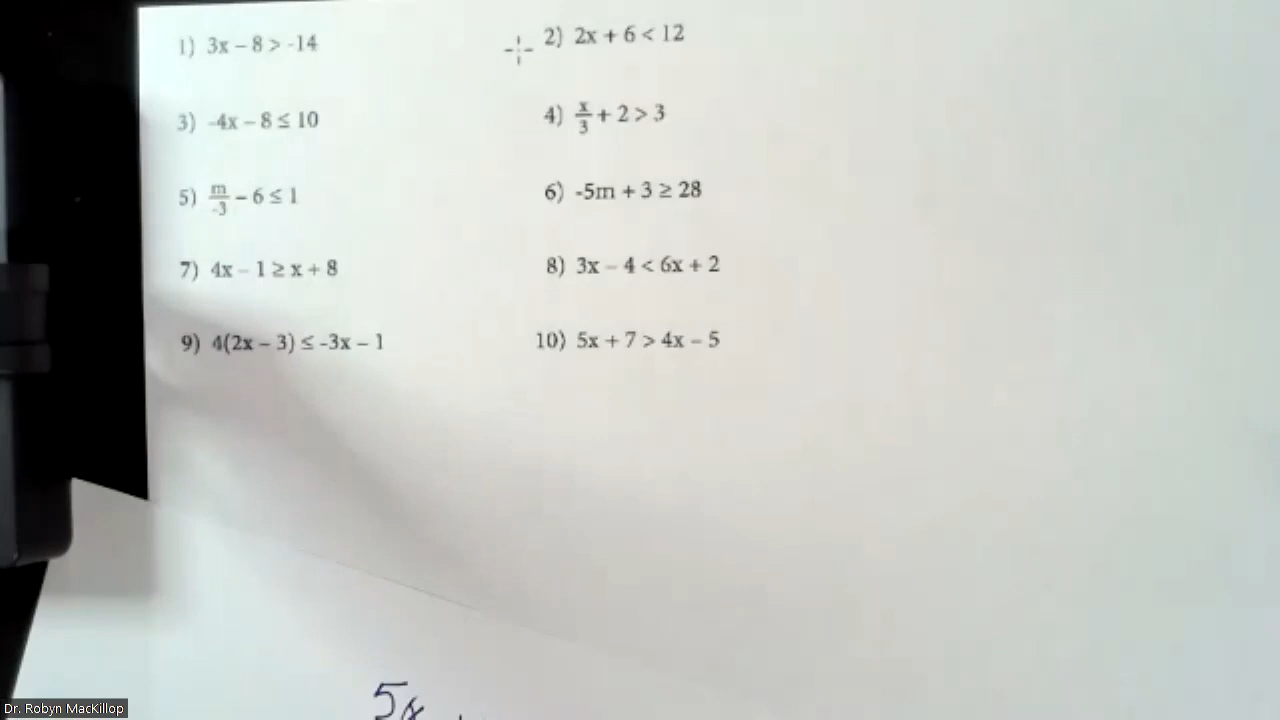 1) 3x – 8 > -14
2) 2x + 6 < 12
3) -4x – 8 ≤ 10
4) x/3 + 2 > 3
5) m/-3 – 6 ≤ 1
6) -5m + 3 ≥ 28
7) 4x – 1 ≥ x + 8
8) 3x – 4 < 6x + 2
9) 4(2x – 3) ≤ -3x – 1
10) 5x + 7 > 4x – 5
5x
Dr. Robyn MacKillop